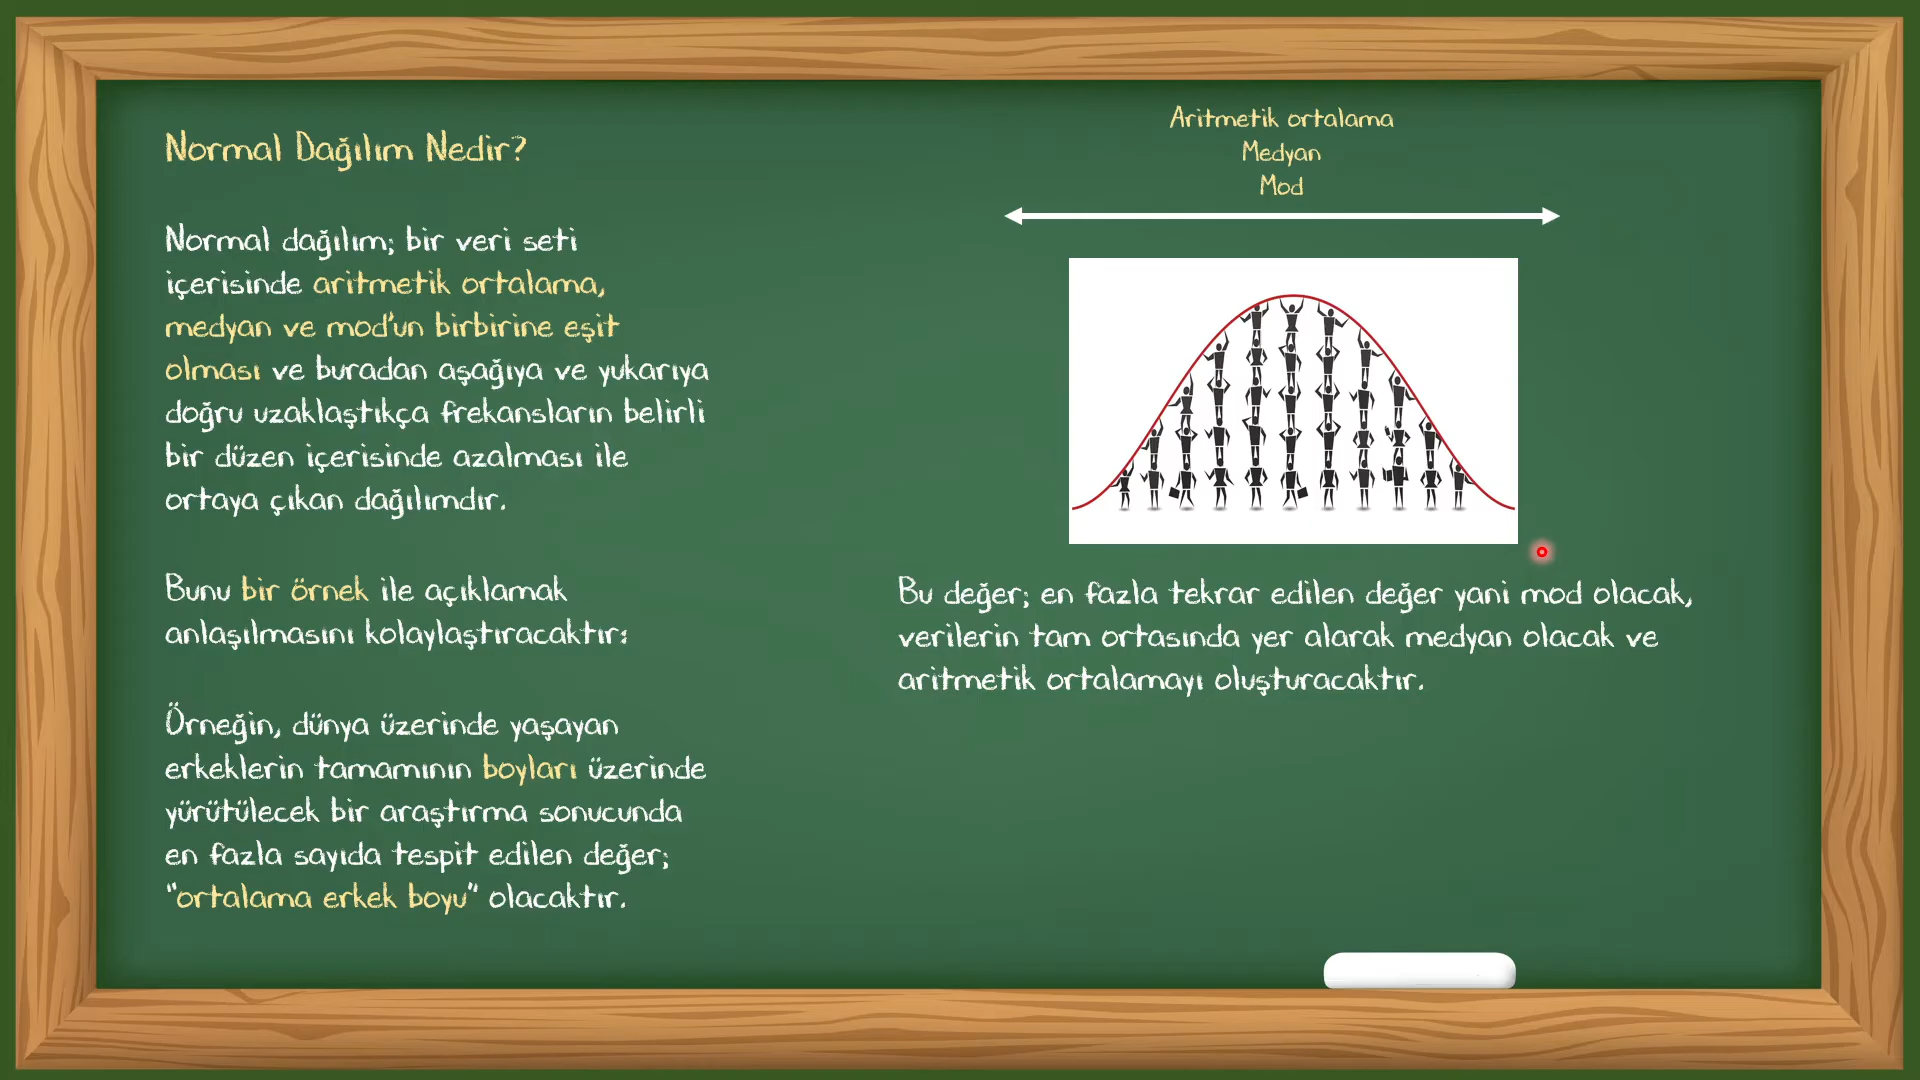 Normal Dağılım Nedir?
Normal dağılım; bir veri seti
içerisinde aritmetik ortalama,
medyan ve mod'un birbirine eşit
olması ve buradan aşağıya ve yukarıya
doğru uzaklaştıkça frekansların belirli
bir düzen içerisinde azalması ile
ortaya çıkan dağılımdır.
Bunu bir örnek ile açıklamak
anlaşılmasını kolaylaştıracaktır:
Örneğin, dünya üzerinde yaşayan
erkeklerin tamamının boyları üzerinde
yürütülecek bir araştırma sonucunda
en fazla sayıda tespit edilen değer;
"ortalama erkek boyu" olacaktır.
Aritmetik ortalama
Medyan
Mod
Bu değer; en fazla tekrar edilen değer yani mod olacak,
verilerin tam ortasında yer alarak medyan olacak ve
aritmetik ortalamayı oluşturacaktır.